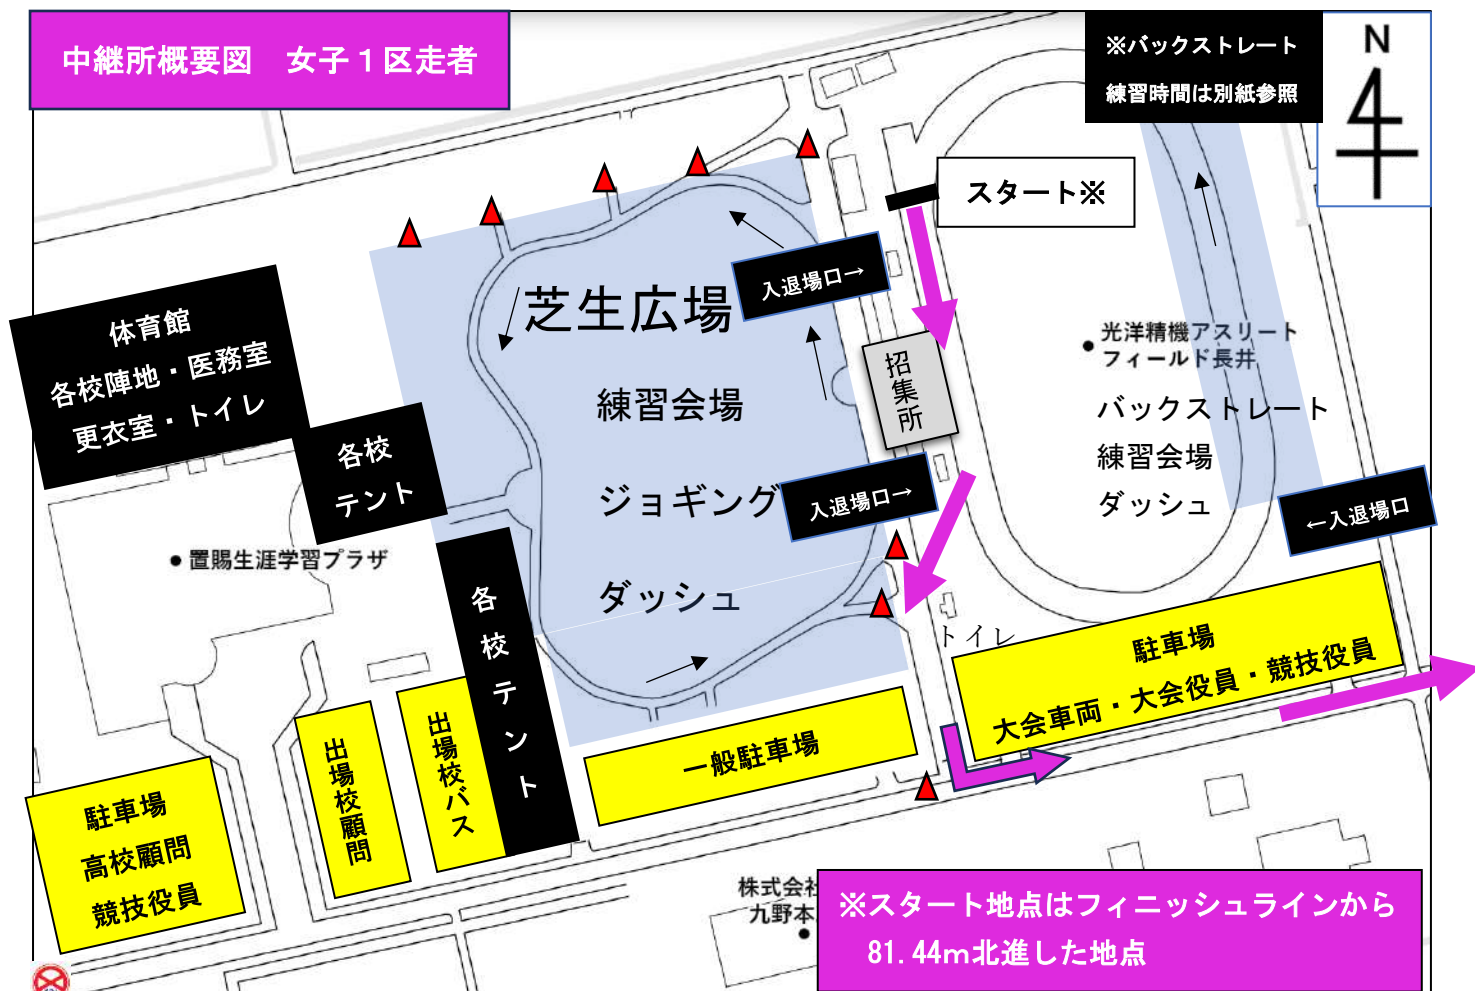 中継所概要図　女子１区走者
※バックストレート
練習時間は別紙参照
N
スタート※
入退場口→
芝生広場
体育館
各校陣地・医務室
更衣室・トイレ
招集所
光洋精機アスリート
フィールド長井
練習会場
バックストレート
練習会場
ダッシュ
各校
テント
ジョギング
入退場口→
←入退場口
置賜生涯学習プラザ
ダッシュ
各校テント
トイレ
駐車場
大会車両・大会役員・競技役員
出場校顧問
出場校バス
一般駐車場
駐車場
高校顧問
競技役員
株式会社
九野本
※スタート地点はフィニッシュラインから
81.44m北進した地点